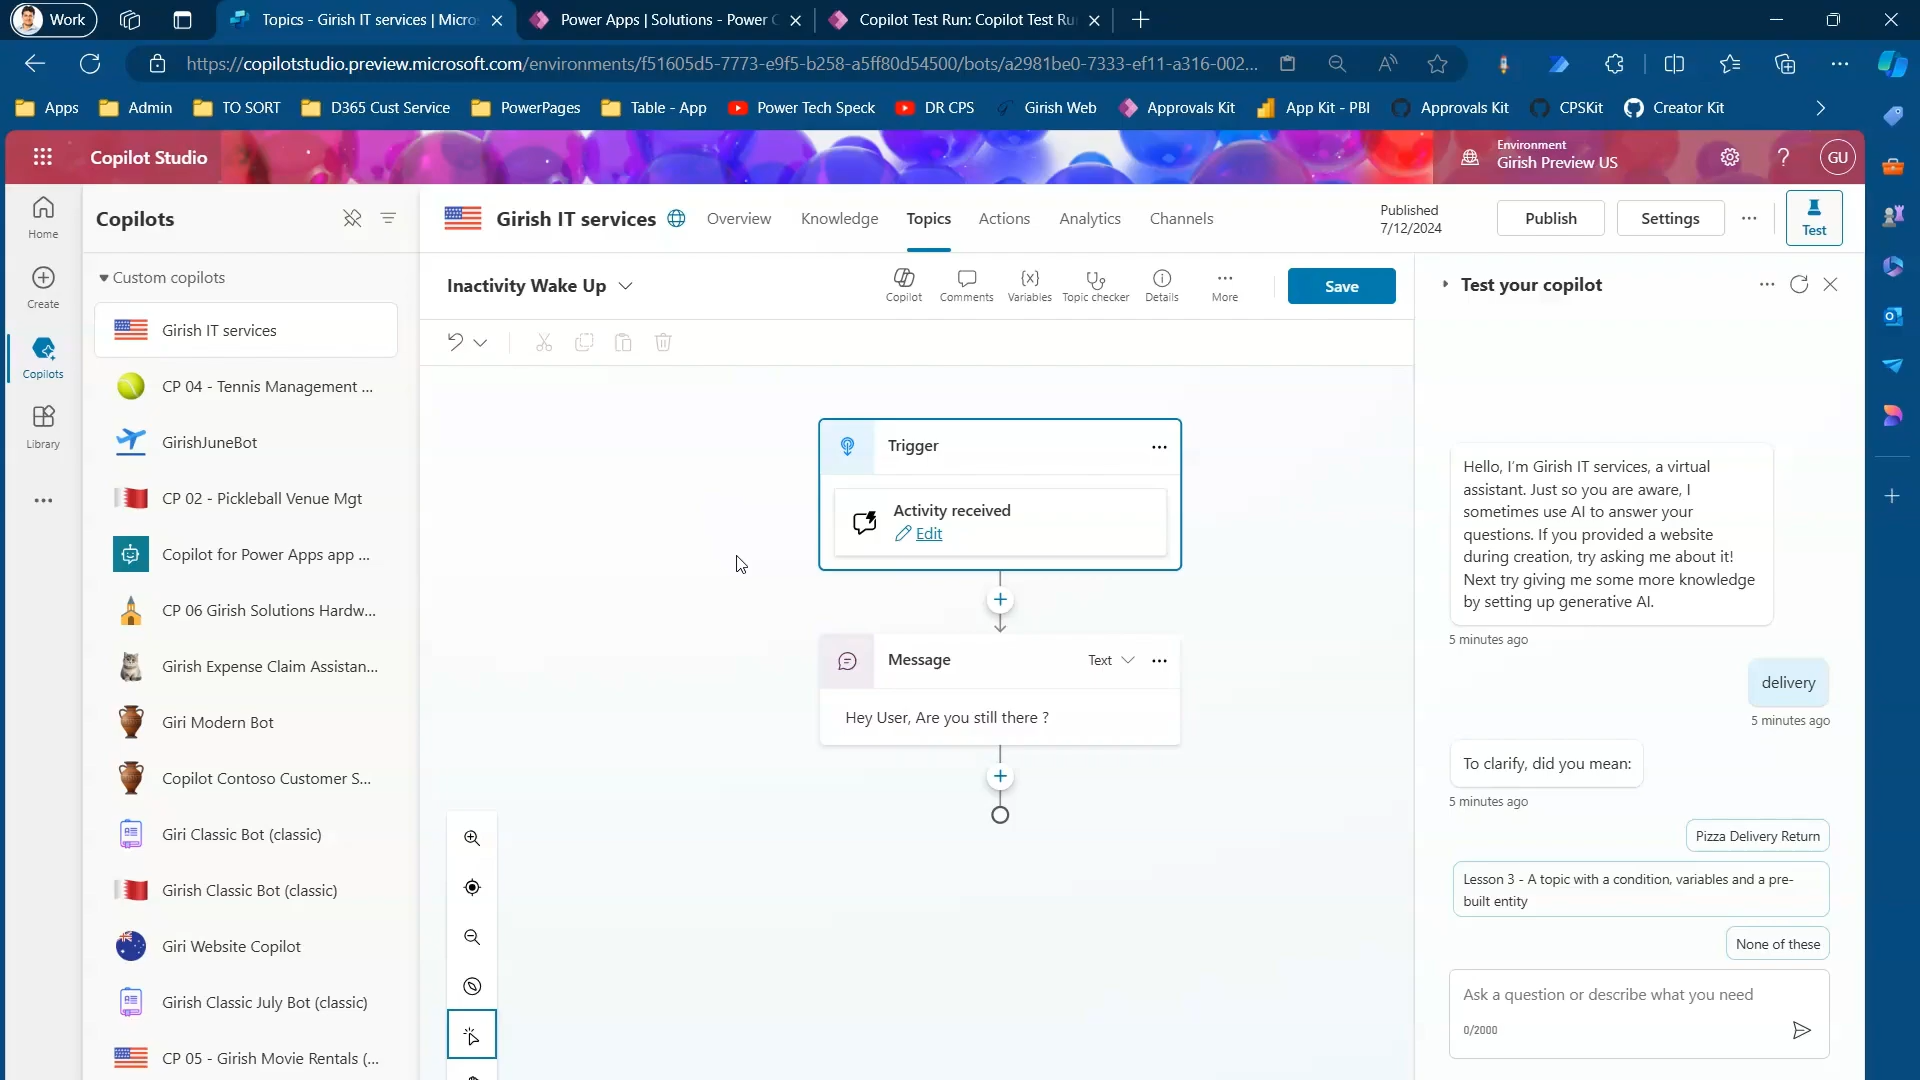 Work
Topics - Girish IT services | Micro
Power Apps | Solutions - Power
Copilot Test Run: Copilot Test Ru
https://copilotstudio.preview.microsoft.com/environments/f51605d5-7773-e9f5-b258-a5ff80d54500/bots/a2981be0-7333-ef11-a316-002...
Apps
Admin
TO SORT
D365 Cust Service
PowerPages
Table - App
Power Tech Speck
DR CPS
Girish Web
Approvals Kit
App Kit - PBI
Approvals Kit
CPSKit
Creator Kit
Copilot Studio
Environment
Girish Preview US
GU
Home
Create
Copilots
Library
Copilots
Custom copilots
Girish IT services
CP 04 - Tennis Management ...
GirishJuneBot
CP 02 - Pickleball Venue Mgt
Copilot for Power Apps app ...
CP 06 Girish Solutions Hardw...
Girish Expense Claim Assistan...
Giri Modern Bot
Copilot Contoso Customer S...
Giri Classic Bot (classic)
Girish Classic Bot (classic)
Giri Website Copilot
Girish Classic July Bot (classic)
CP 05 - Girish Movie Rentals (...
Girish IT services
Overview
Knowledge
Topics
Actions
Analytics
Channels
Published
7/12/2024
Publish
Settings
Test
Inactivity Wake Up
Copilot
Comments
{x}
Variables
Topic checker
Details
More
Save
Trigger
Activity received
Edit
Message
Text
Hey User, Are you still there ?
Test your copilot
Hello, I'm Girish IT services, a virtual
assistant. Just so you are aware, I
sometimes use AI to answer your
questions. If you provided a website
during creation, try asking me about it!
Next try giving me some more knowledge
by setting up generative AI.
5 minutes ago
delivery
5 minutes ago
To clarify, did you mean:
5 minutes ago
Pizza Delivery Return
Lesson 3 - A topic with a condition, variables and a pre-
built entity
None of these
Ask a question or describe what you need
0/2000